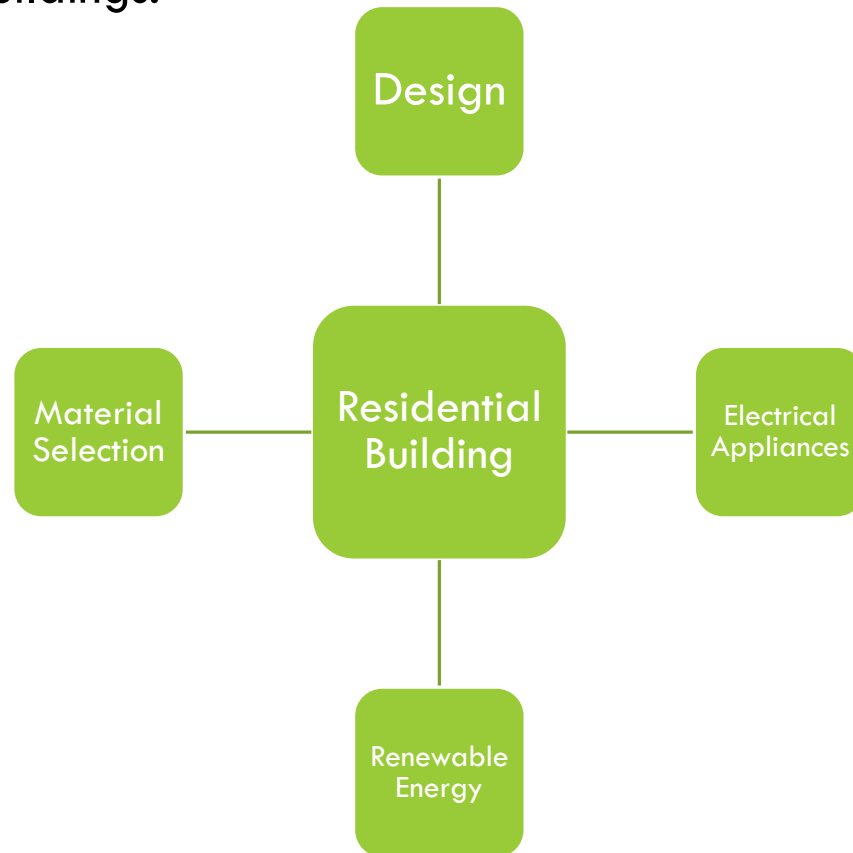 Design
Material
Selection
Residential
Building
Electrical
Appliances
Renewable
Energy